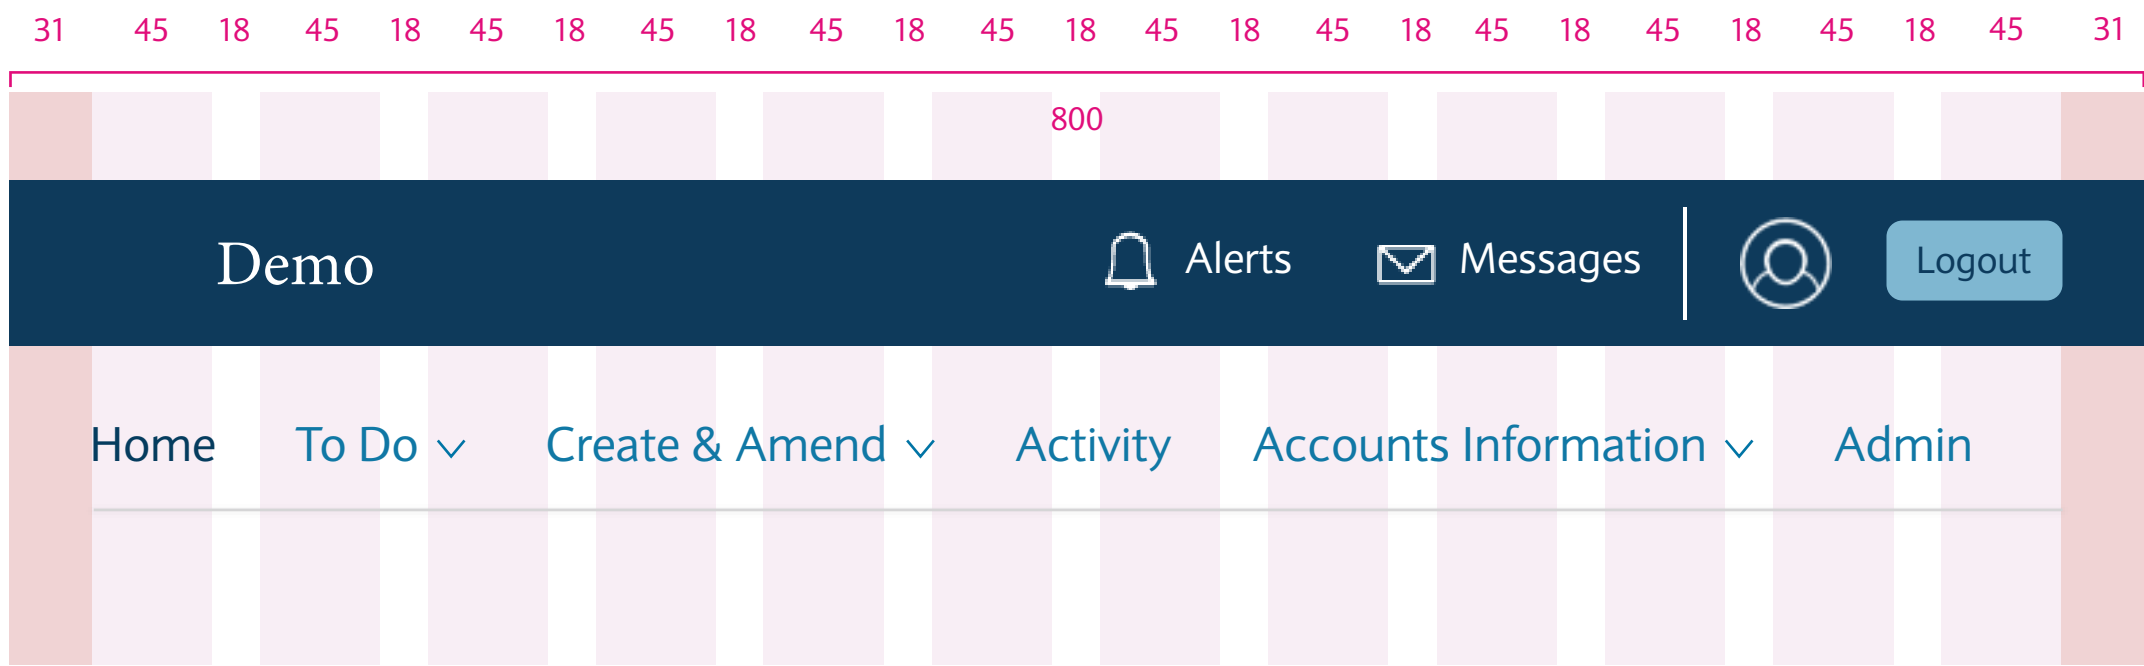 31 45 18 45 18 45 18 45 18 45 18 45 18 45 18 45 18 45 18 45 18 45 18 45 31
800
Demo Alerts Messages Logout
Home To Do Create & Amend Activity Accounts Information Admin